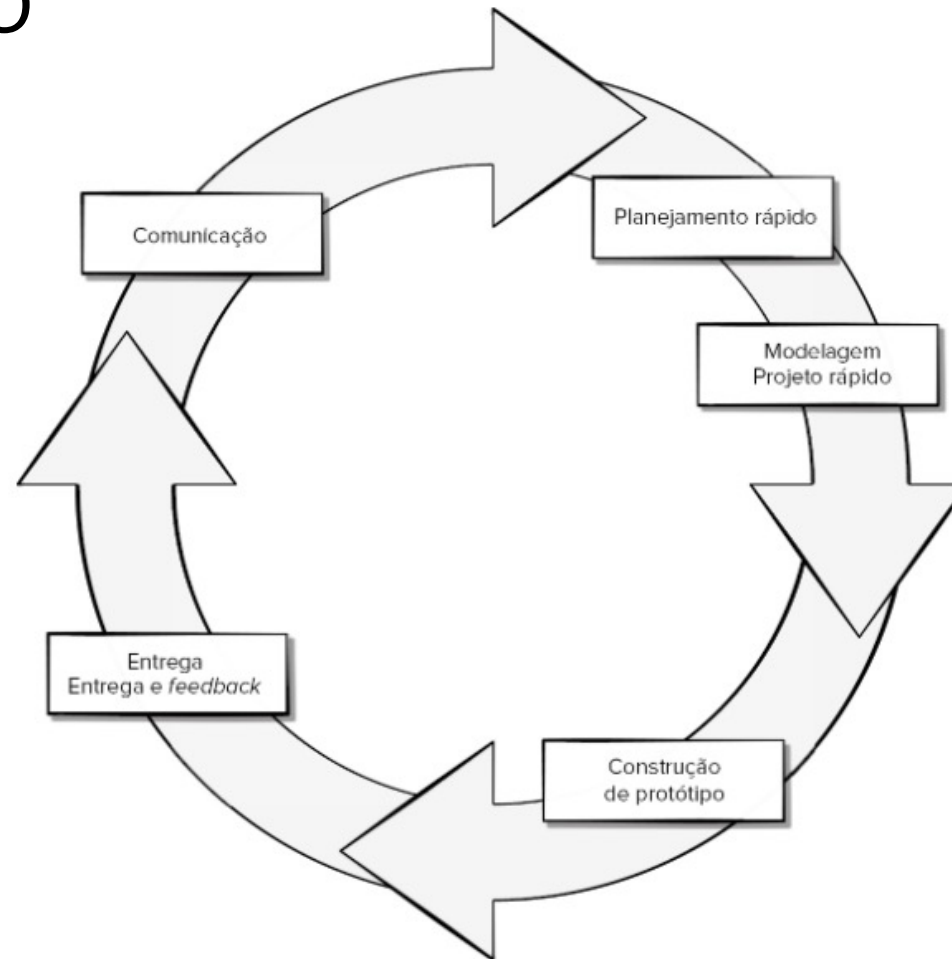 O
Comunicação
Planejamento rápido
Modelagem
Projeto rápido
Construção
de protótipo
Entrega
Entrega e feedback